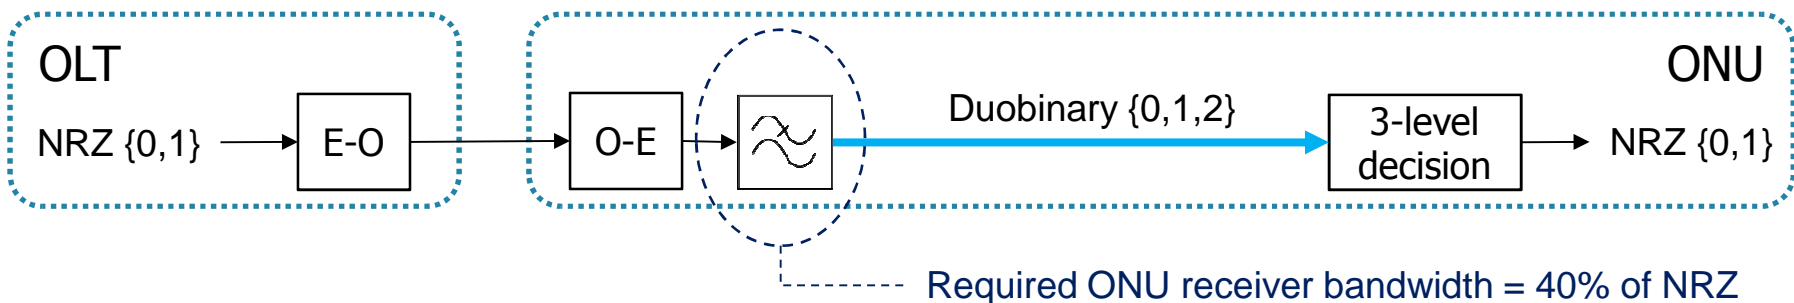 OLT
ONU
NRZ {0,1}
E-O
O-E
Duobinary {0,1,2}
3-level
decision
NRZ {0,1}
Required ONU receiver bandwidth = 40% of NRZ